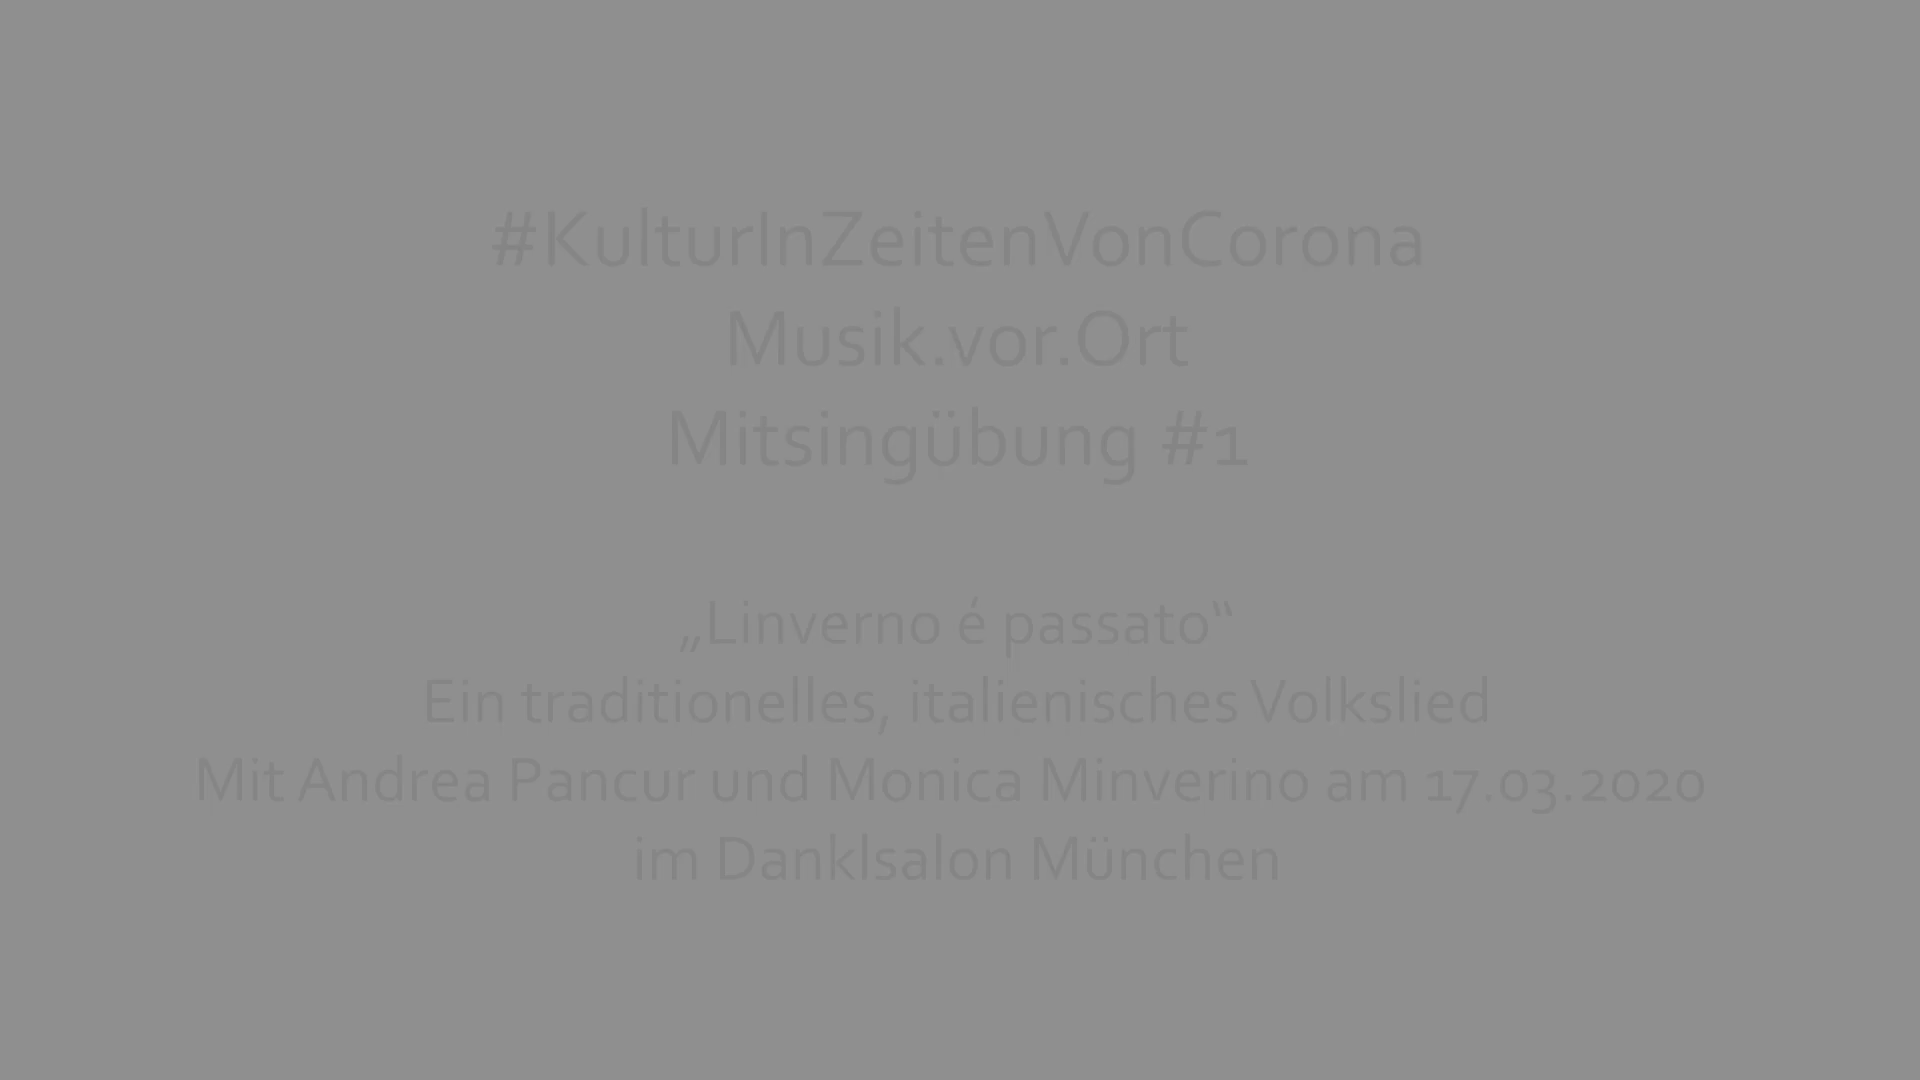 #KulturInZeitenVonCorona
Musik.vor.Ort
Mitsingübung #1
„Linverno é passato“
Ein traditionelles, italienisches Volkslied
Mit Andrea Pancur und Monica Minverino am 17.03.2020
im Danklsalon München